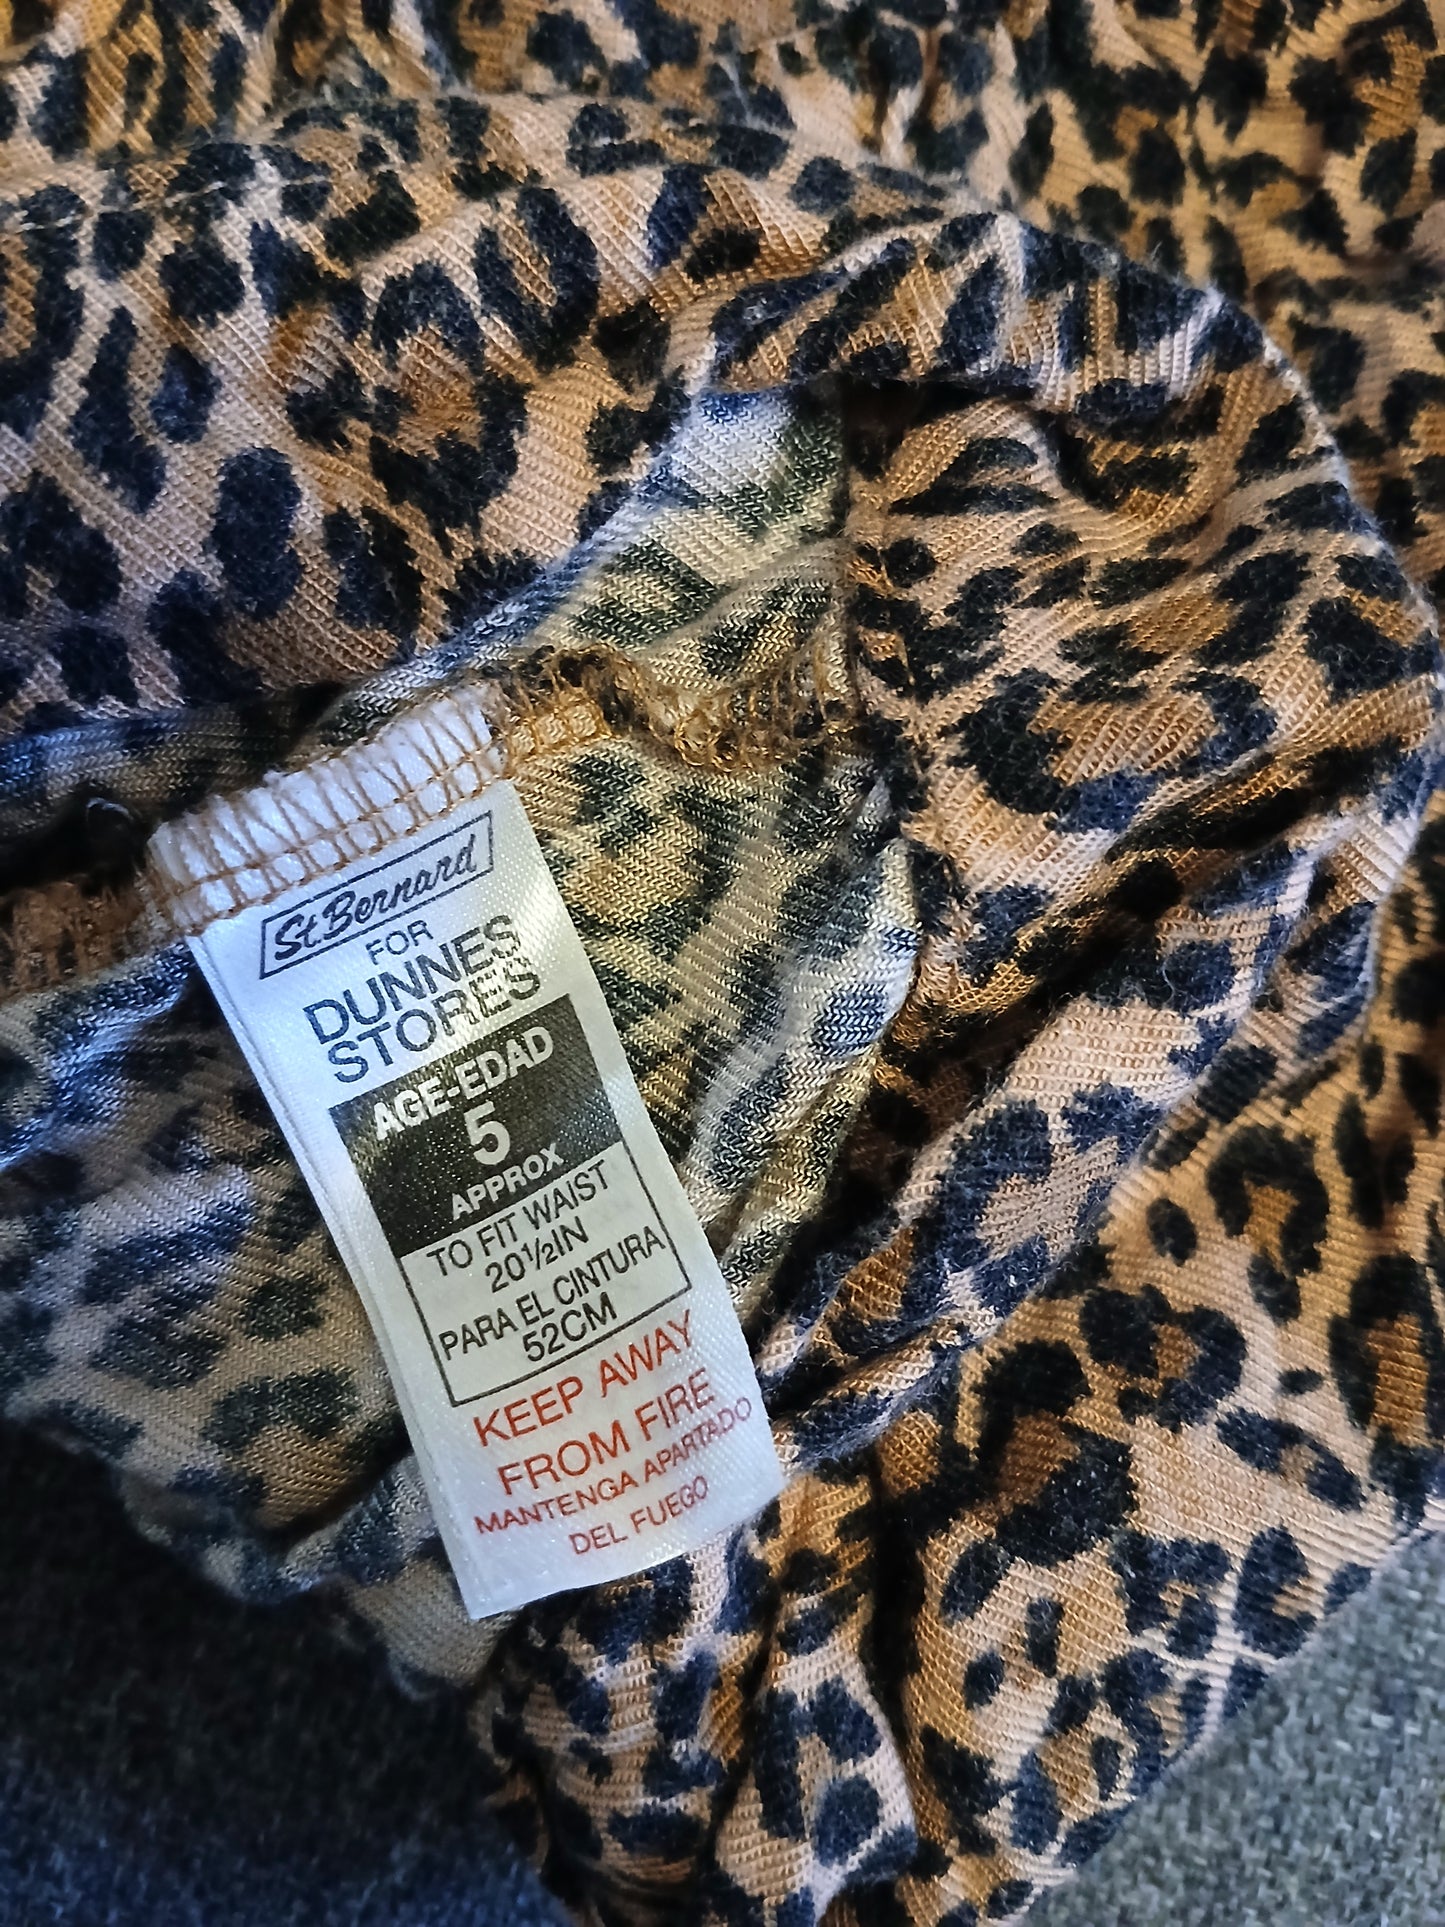 St. Bernard
FOR
DUNNES
STORES
AGE-EDAD
5
APPROX
TO FIT WAIST
20½IN
PARA EL CINTURA
52CM
KEEP AWAY
FROM FIRE
MANTENGA APARTADO
DEL FUEGO